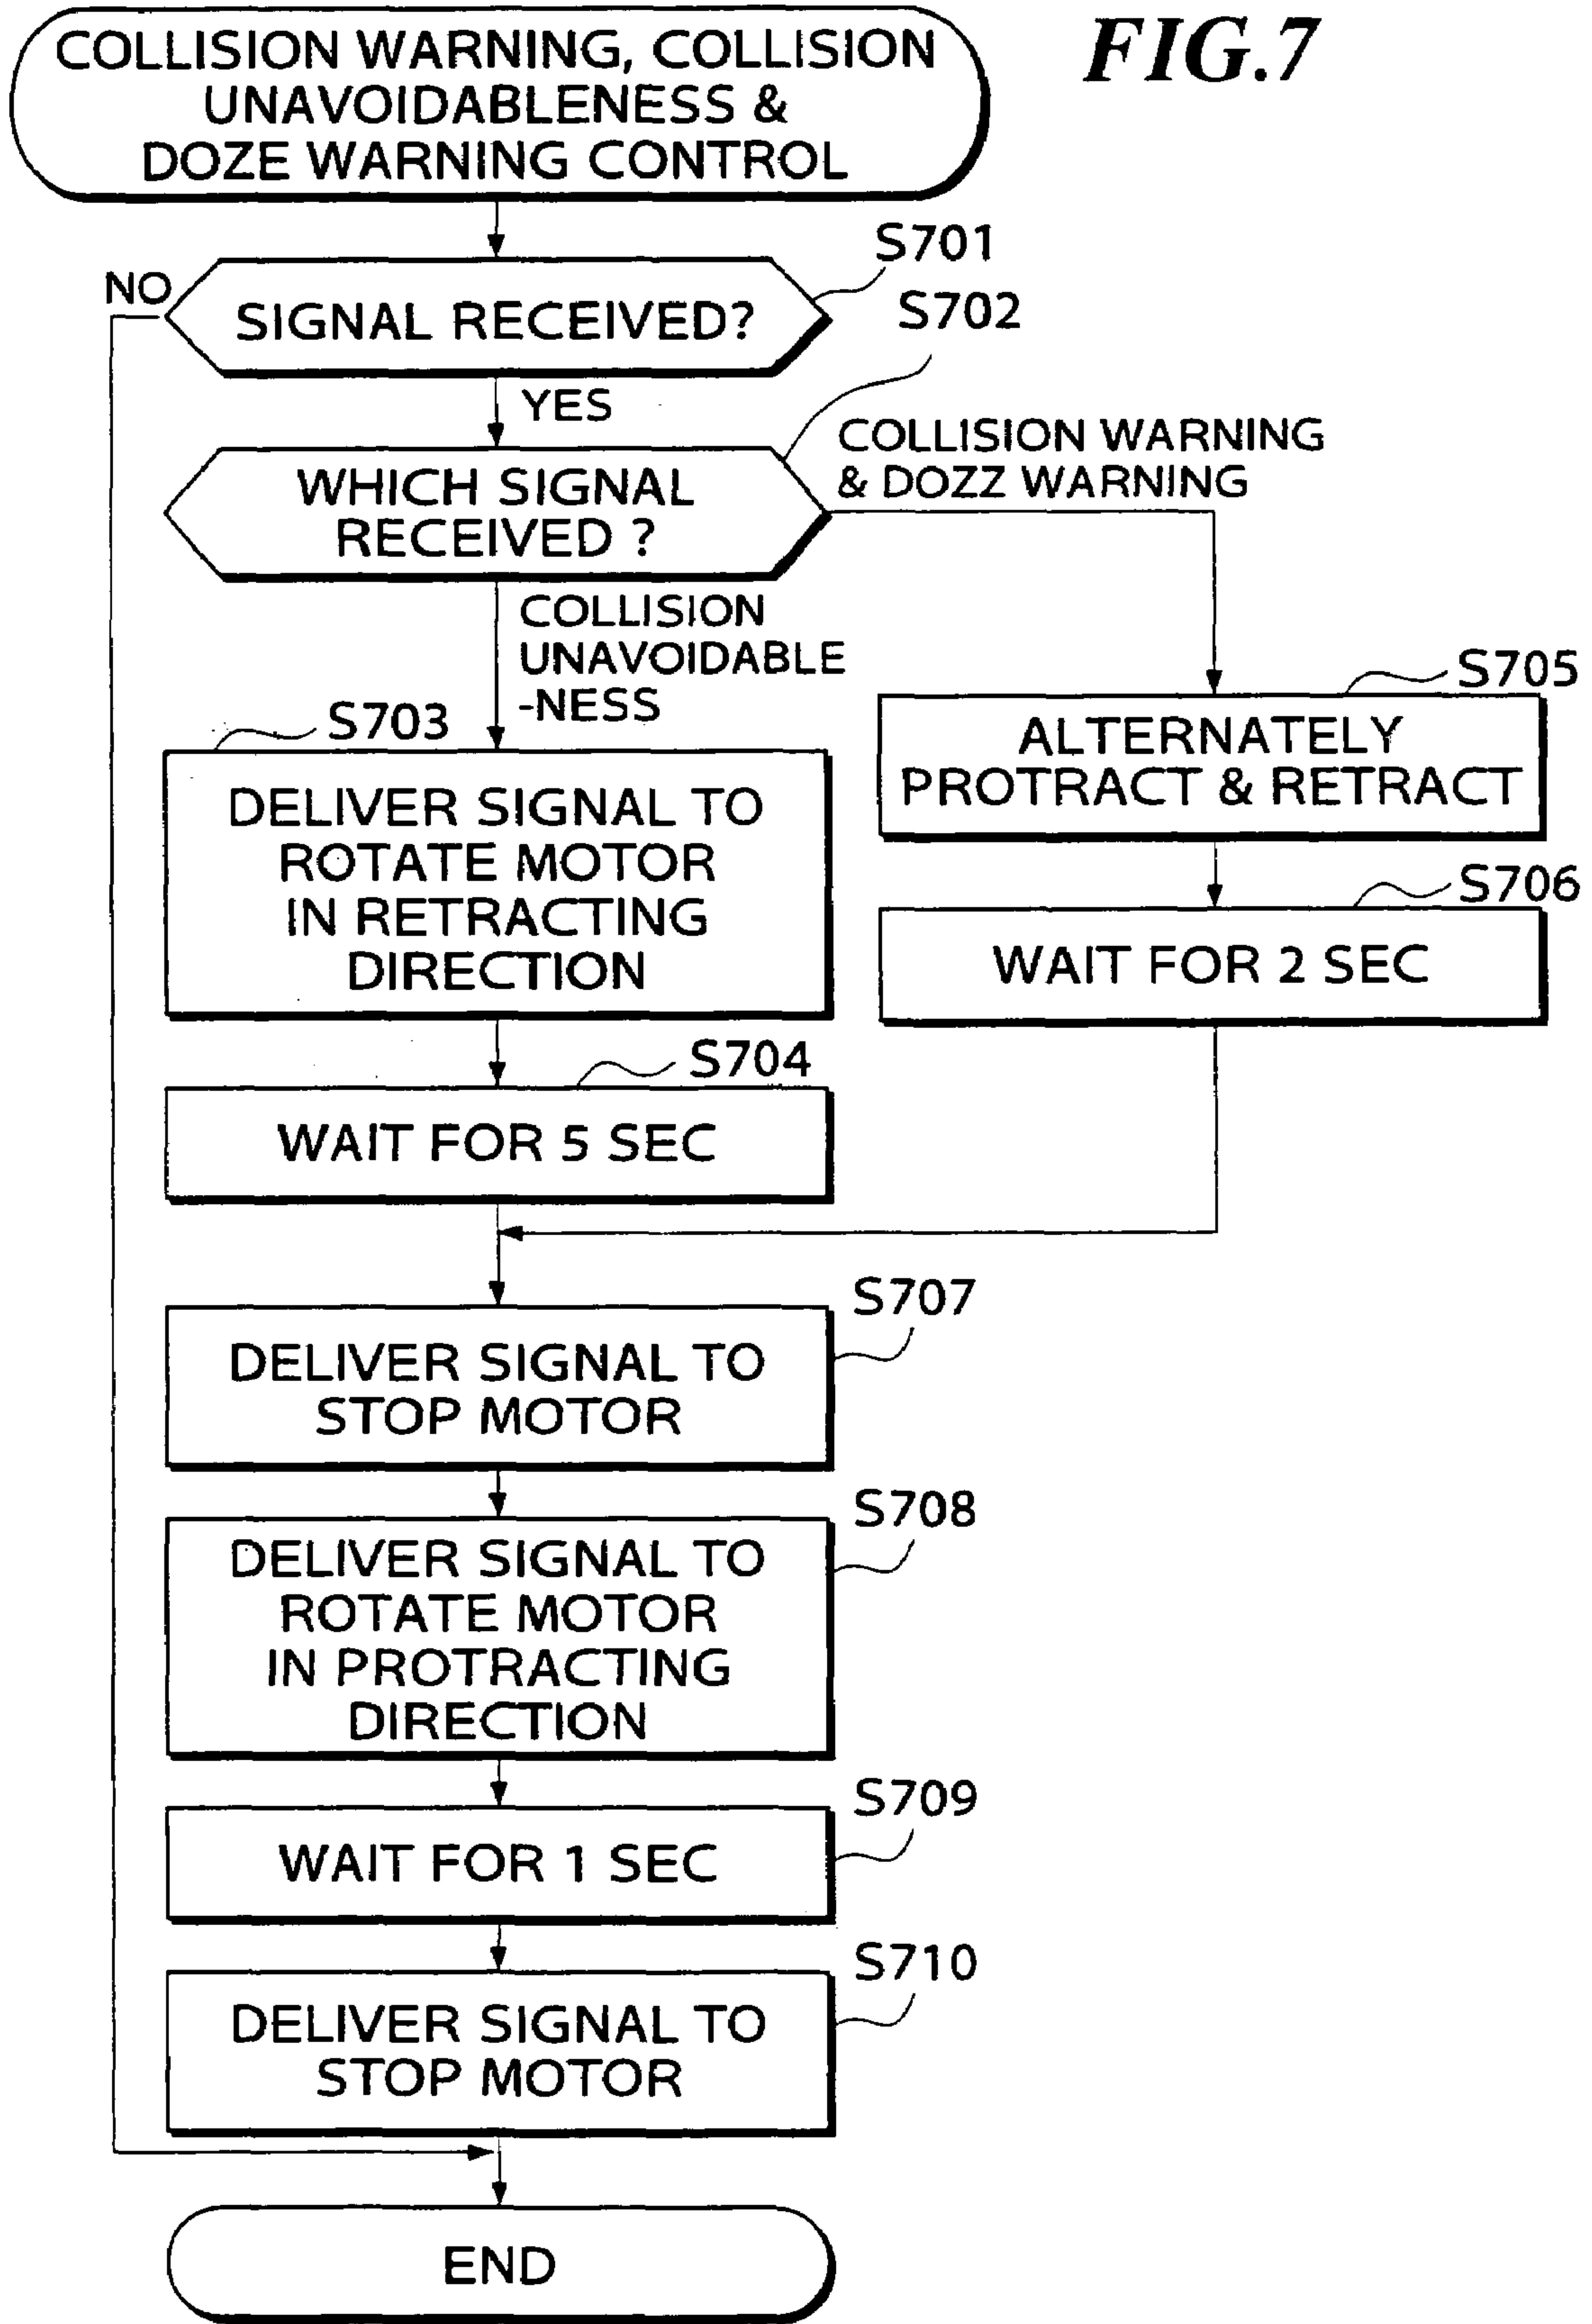 FIG.7
COLLISION WARNING, COLLISION
UNAVOIDABLENESS &
DOZE WARNING CONTROL
S701
NO
SIGNAL RECEIVED?
S702
YES
COLLISION WARNING
& DOZZ WARNING
WHICH SIGNAL
RECEIVED ?
COLLISION
UNAVOIDABLE
-NESS
S703
DELIVER SIGNAL TO
ROTATE MOTOR
IN RETRACTING
DIRECTION
S705
ALTERNATELY
PROTRACT & RETRACT
S706
WAIT FOR 2 SEC
S704
WAIT FOR 5 SEC
S707
DELIVER SIGNAL TO
STOP MOTOR
S708
DELIVER SIGNAL TO
ROTATE MOTOR
IN PROTRACTING
DIRECTION
S709
WAIT FOR 1 SEC
S710
DELIVER SIGNAL TO
STOP MOTOR
END